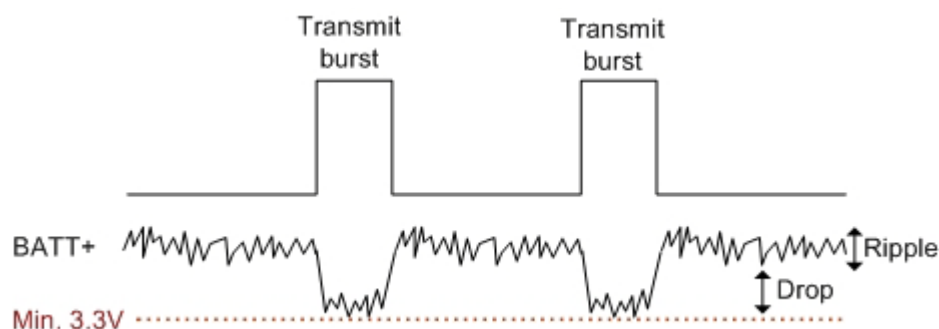 Transmit
burst
Transmit
burst
BATT+
Ripple
Drop
Min. 3.3V